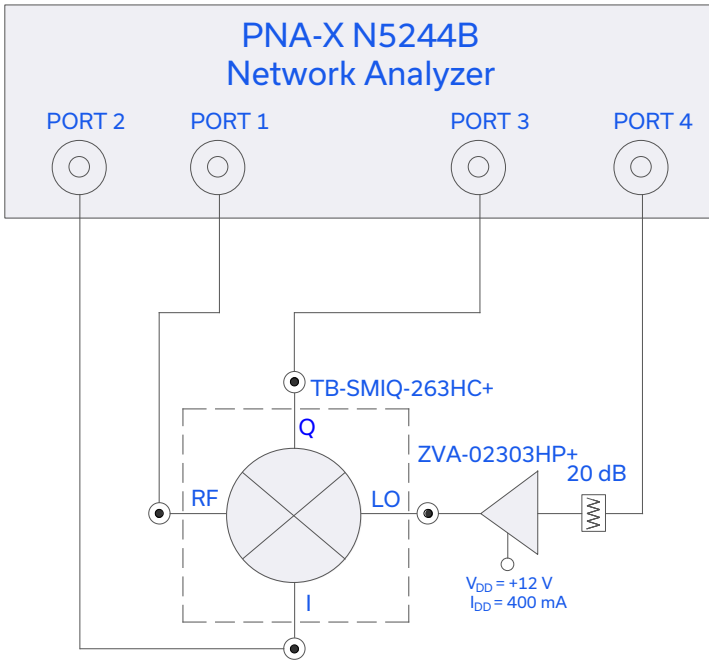 PNA-X N5244B
Network Analyzer
PORT 2
PORT 1
PORT 3
PORT 4
TB-SMIQ-263HC+
Q
ZVA-02303HP+
20 dB
RF
LO
I
VDD = +12 V
IDD = 400 mA